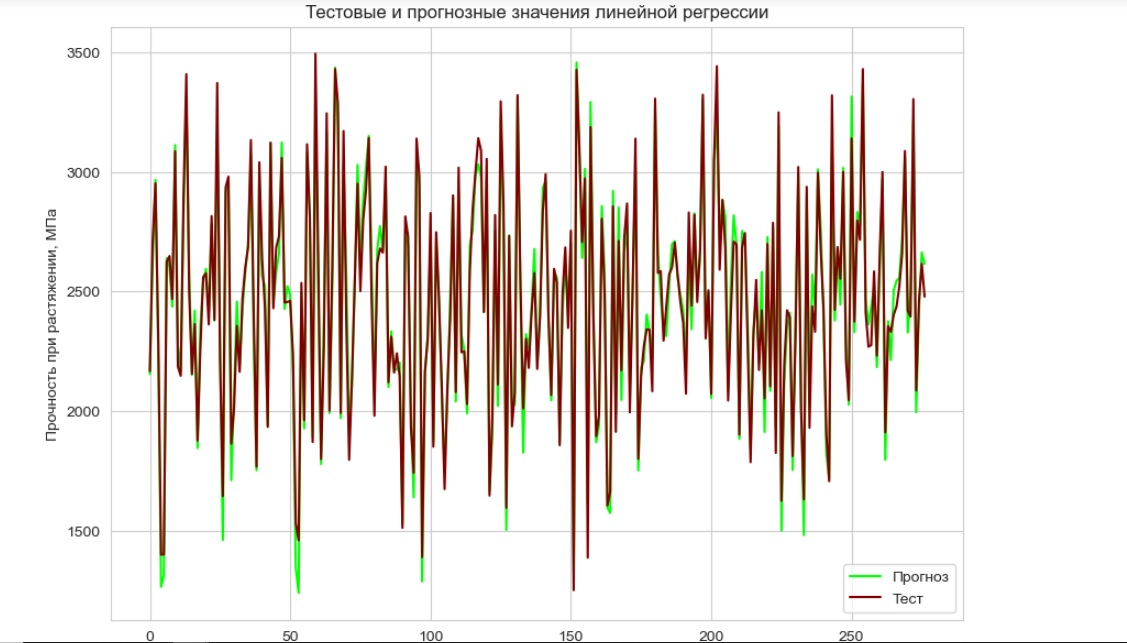 Тестовые и прогнозные значения линейной регрессии
3500
3000
2500
2000
1500
Прочность при растяжении, МПа
0 50 100 150 200 250
Прогноз
Тест